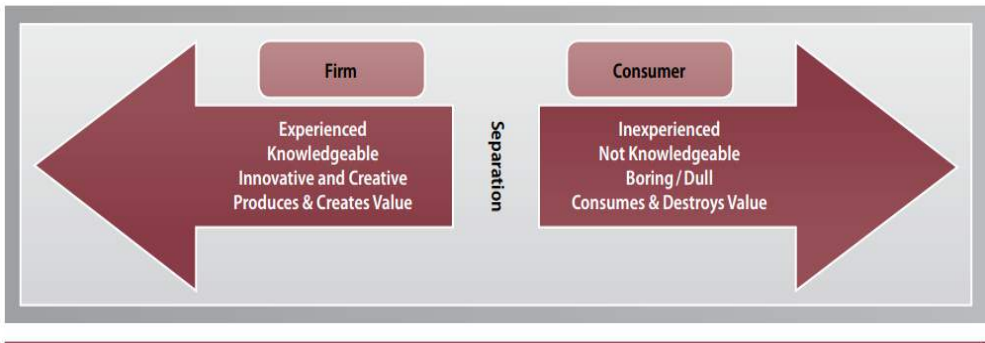 Firm
Experienced
Knowledgeable
Innovative and Creative
Produces & Creates Value
Separation
Consumer
Inexperienced
Not Knowledgeable
Boring / Dull
Consumes & Destroys Value